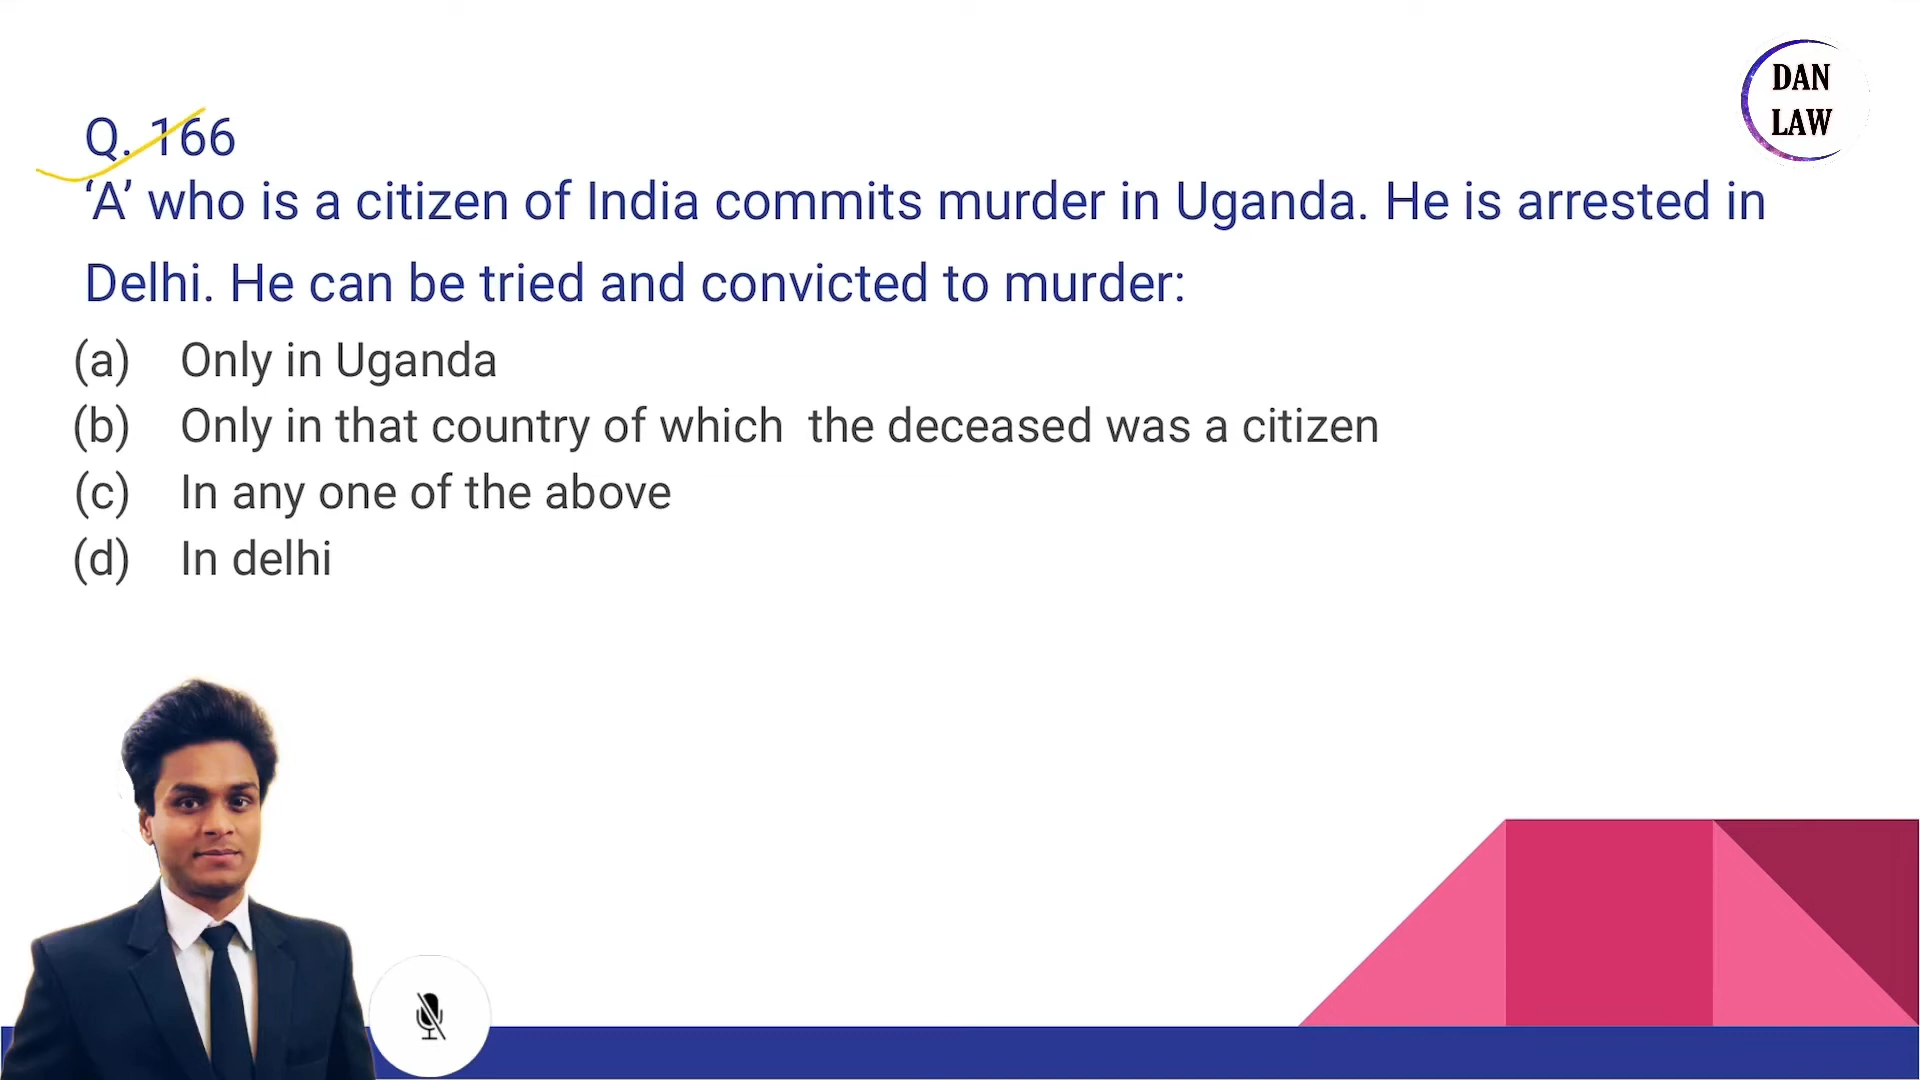 DAN
LAW
Q. 166
‘A’ who is a citizen of India commits murder in Uganda. He is arrested in
Delhi. He can be tried and convicted to murder:
(a) Only in Uganda
(b) Only in that country of which the deceased was a citizen
(c) In any one of the above
(d) In delhi